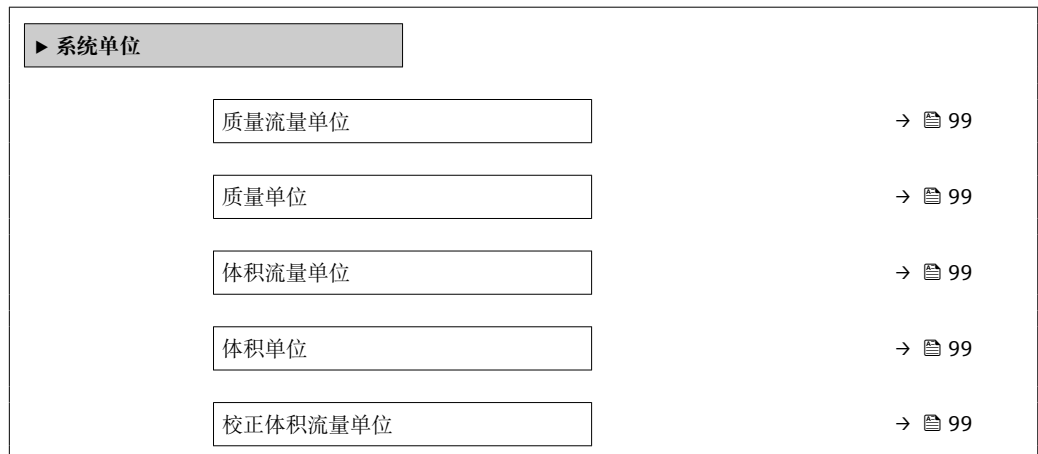 ▶ 系统单位
质量流量单位 → 🖹 99
质量单位 → 🖹 99
体积流量单位 → 🖹 99
体积单位 → 🖹 99
校正体积流量单位 → 🖹 99